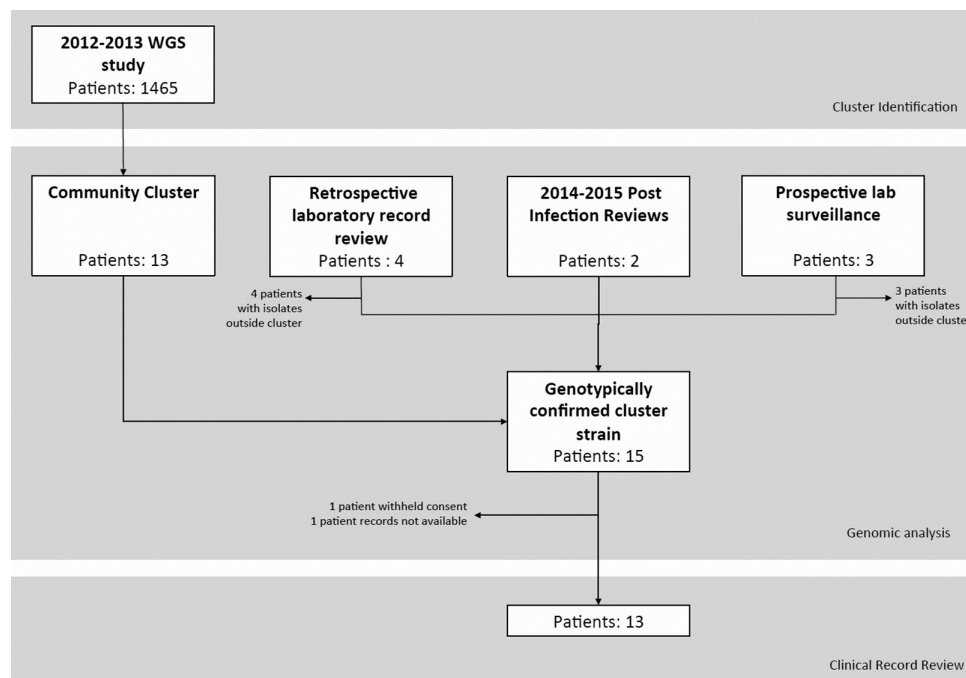 2012-2013 WGS
study
Patients: 1465
Cluster Identification
Community Cluster
Patients: 13
Retrospective
laboratory record
review
Patients : 4
2014-2015 Post
Infection Reviews
Patients: 2
Prospective lab
surveillance
Patients: 3
4 patients
with isolates
outside cluster
3 patients
with isolates
outside cluste
Genotypically
confirmed cluster
strain
Patients: 15
1 patient withheld consent
1 patient records not available
Genomic analysis
Patients: 13
Clinical Record Review